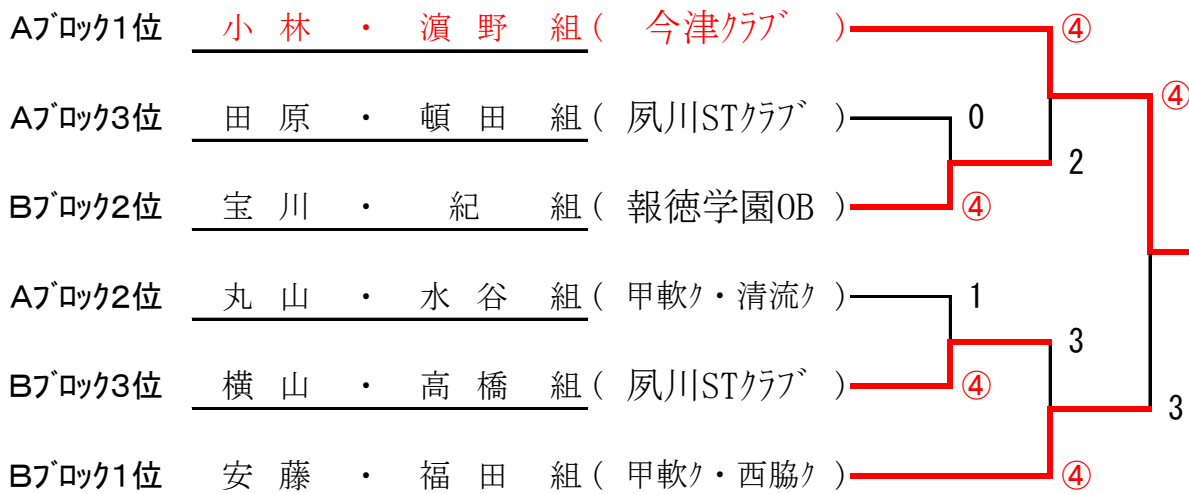 Aブロック1位 小林・濵野 組( 今津クラブ ) ④
④
Aブロック3位 田原・頓田 組( 夙川STクラブ ) 0
2
Bブロック2位 宝川・紀 組( 報徳学園OB ) ④
Aブロック2位 丸山・水谷 組( 甲軟ク・清流ク ) 1
3
Bブロック3位 横山・高橋 組( 夙川STクラブ ) ④
3
Bブロック1位 安藤・福田 組( 甲軟ク・西脇ク ) ④